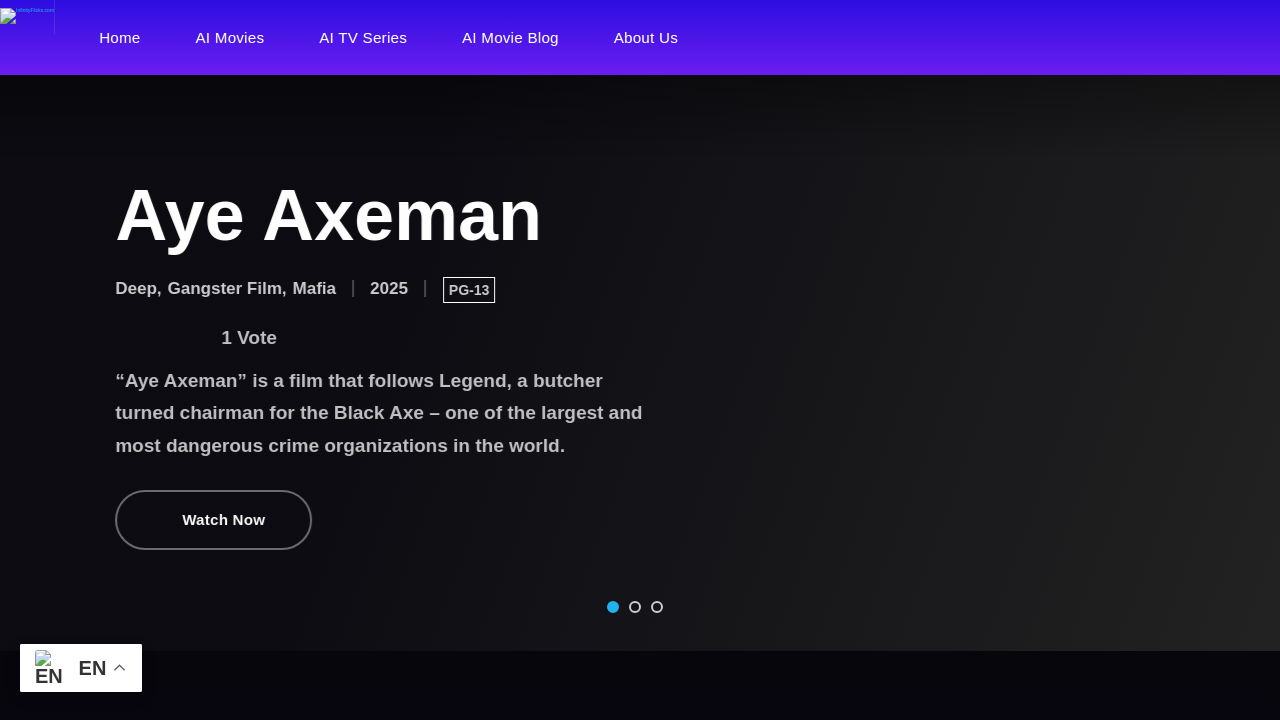 InfinityFlicks.com
Home
AI Movies
AI TV Series
AI Movie Blog
About Us
Aye Axeman
Deep, Gangster Film, Mafia
2025
PG-13
1 Vote
“Aye Axeman” is a film that follows Legend, a butcher
turned chairman for the Black Axe – one of the largest and
most dangerous crime organizations in the world.
Watch Now
EN
EN